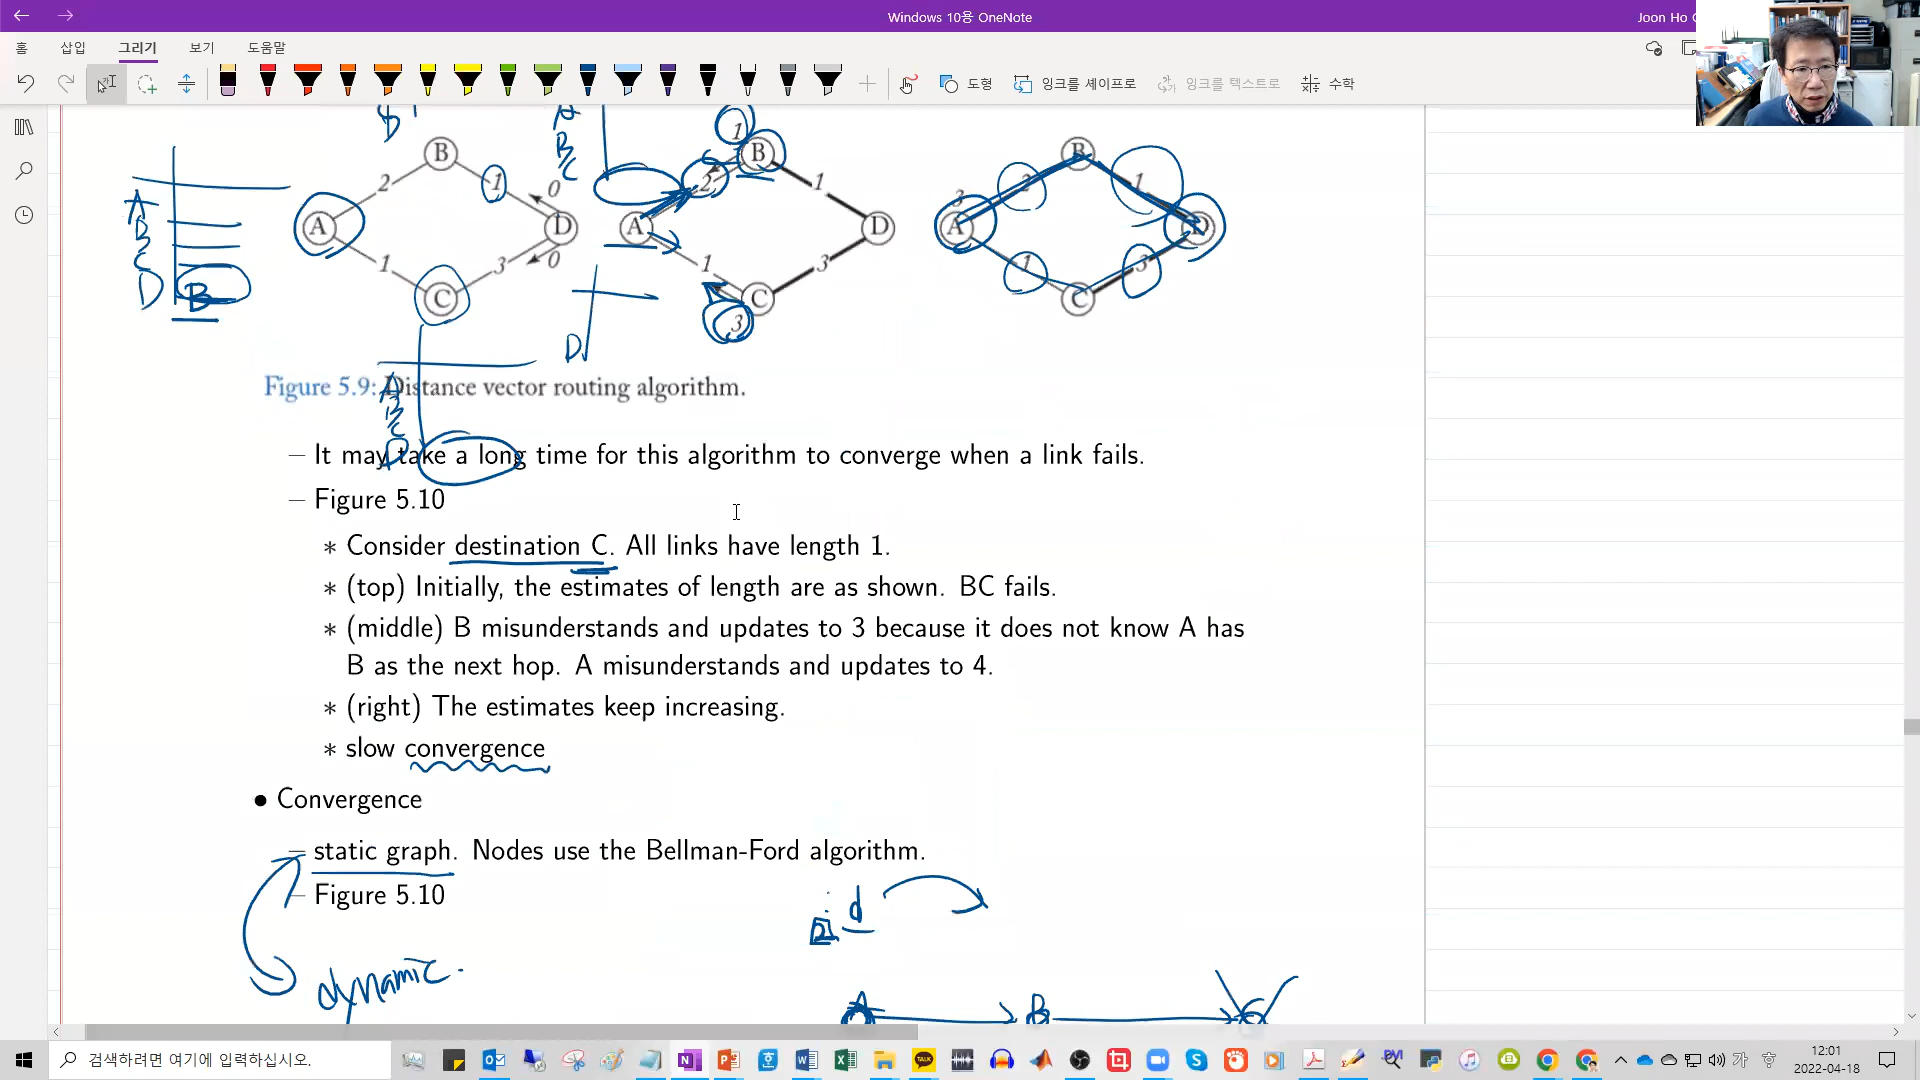 Windows 10용 OneNote
Joon Ho
홈 삽입 그리기 보기 도움말
도형 잉크를 셰이프로 잉크를 텍스트로 수학
A B C D
B
A B 2 1 C 1 3 D 0 0
D
A B C
A B 2 1 C 1 3 D 1 3
D
A B 2 1 C 1 3 D 3
Figure 5.9: Distance vector routing algorithm.
A B C D
– It may take a long time for this algorithm to converge when a link fails.
– Figure 5.10
∗ Consider destination C. All links have length 1.
∗ (top) Initially, the estimates of length are as shown. BC fails.
∗ (middle) B misunderstands and updates to 3 because it does not know A has
B as the next hop. A misunderstands and updates to 4.
∗ (right) The estimates keep increasing.
∗ slow convergence
• Convergence
– static graph. Nodes use the Bellman-Ford algorithm.
– Figure 5.10
d
dynamic.
A B C
검색하려면 여기에 입력하십시오.
가
12:01
2022-04-18